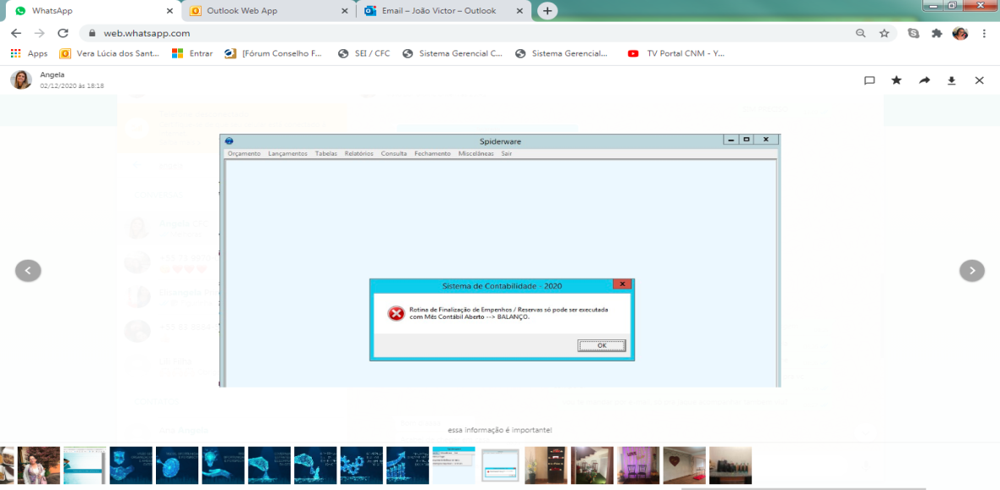 WhatsApp
Outlook Web App
Email – João Victor – Outlook
web.whatsapp.com
Apps
Vera Lúcia dos Sant...
Entrar
[Fórum Conselho F...
SEI / CFC
Sistema Gerencial C...
Sistema Gerencial...
TV Portal CNM - Y...
Angela
02/12/2020 às 18:18
Spiderware
Orçamento Lançamentos Tabelas Relatórios Consulta Fechamento Miscelâneas Sair
Sistema de Contabilidade - 2020
Rotina de Finalização de Empenhos / Reservas só pode ser executada
com Mês Contábil Aberto --> BALANÇO.
OK
essa informação é importante!